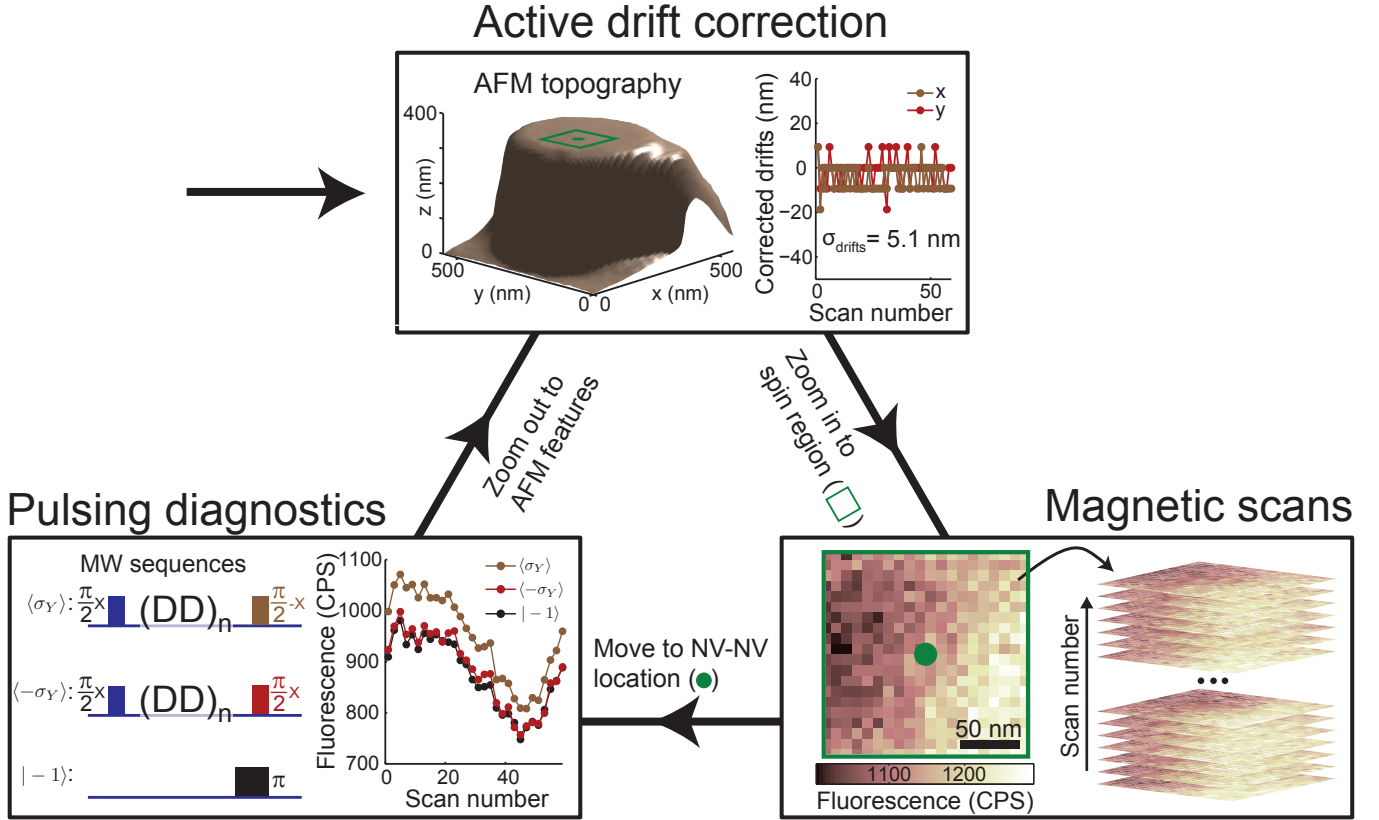 Active drift correction
AFM topography
400
z (nm)
0
500
y (nm)
0
0
x (nm)
500
Corrected drifts (nm)
40
20
0
−20
−40
x
y
σdrifts= 5.1 nm
0
50
Scan number
Zoom out to
AFM features
Zoom in to
spin region ( )
Pulsing diagnostics
MW sequences
⟨σY⟩: π/2 x (DD)n π/2 -x
⟨−σY⟩: π/2 x (DD)n π/2 x
|−1⟩: π
Fluorescence (CPS)
1100
1000
900
800
700
⟨σY⟩
⟨−σY⟩
|−1⟩
0
20
40
Scan number
Move to NV-NV
location ( )
Magnetic scans
50 nm
1100
1200
Fluorescence (CPS)
Scan number